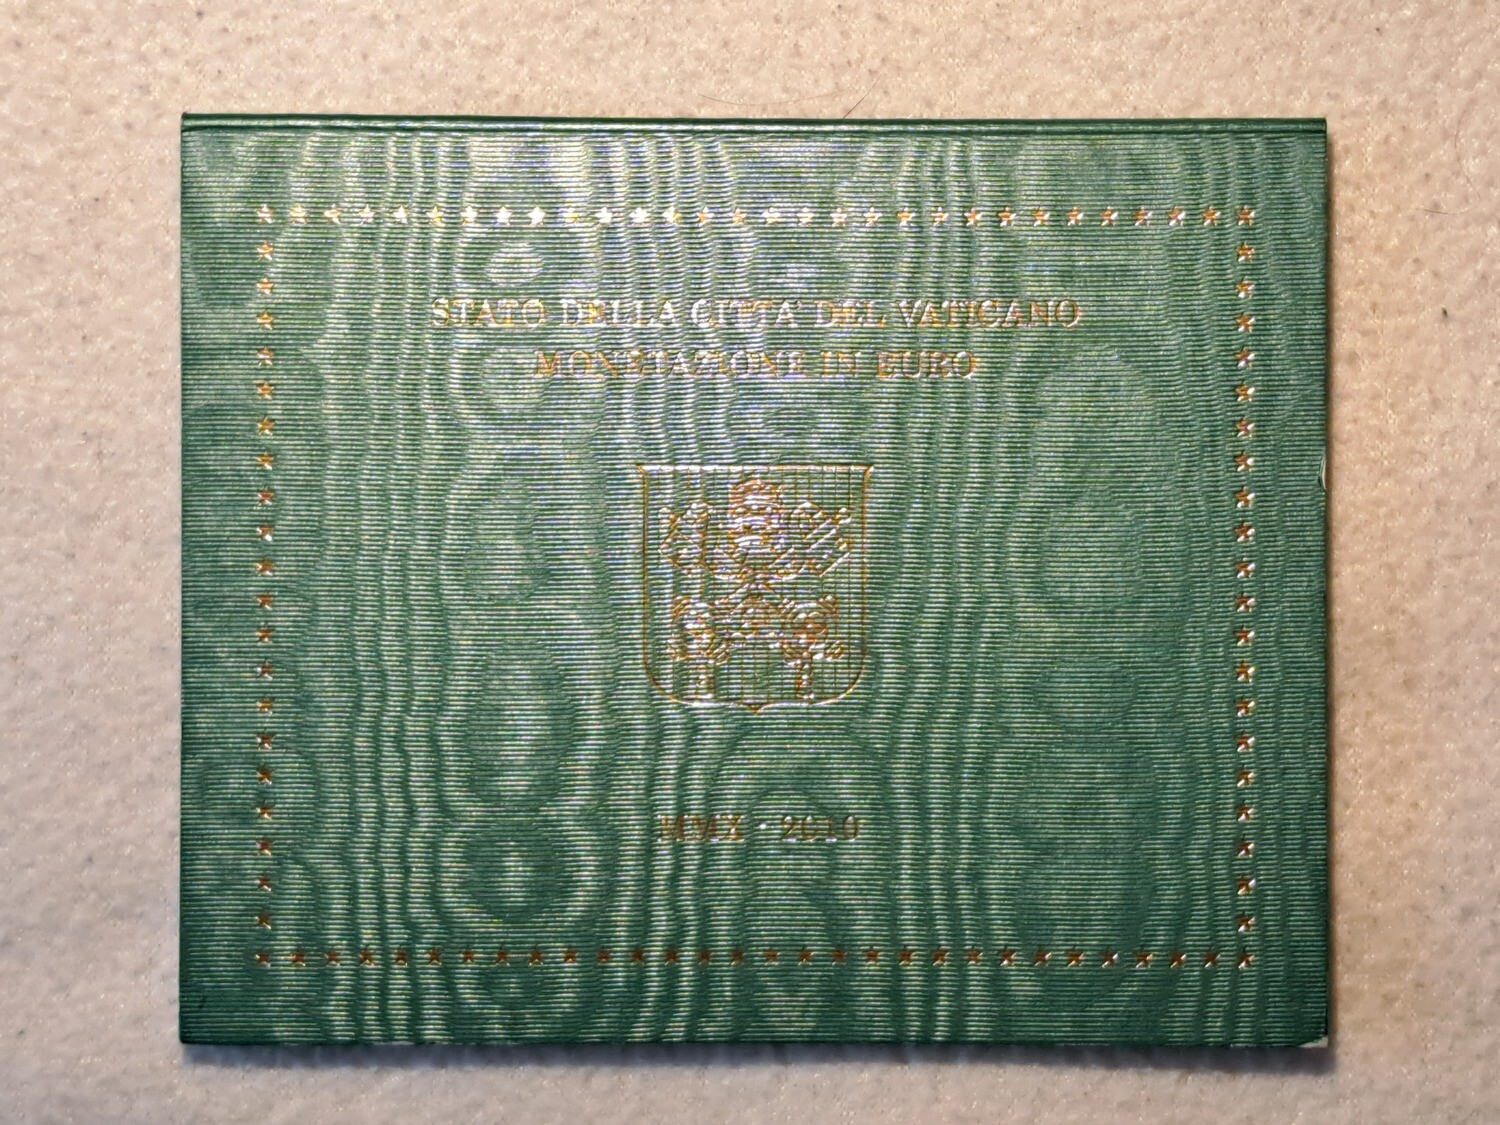 STATO DELLA CITTA' DEL VATICANO
MONETAZIONE IN EURO
MMX • 2010